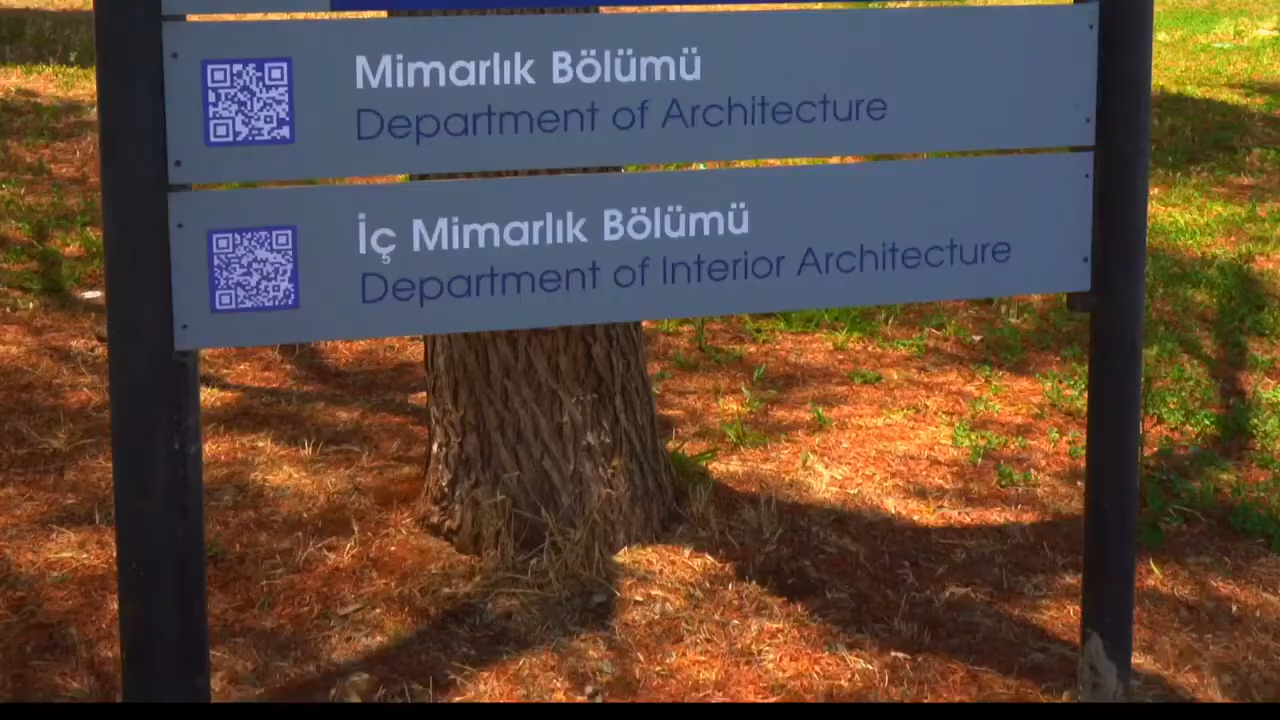 Mimarlık Bölümü
Department of Architecture
İç Mimarlık Bölümü
Department of Interior Architecture